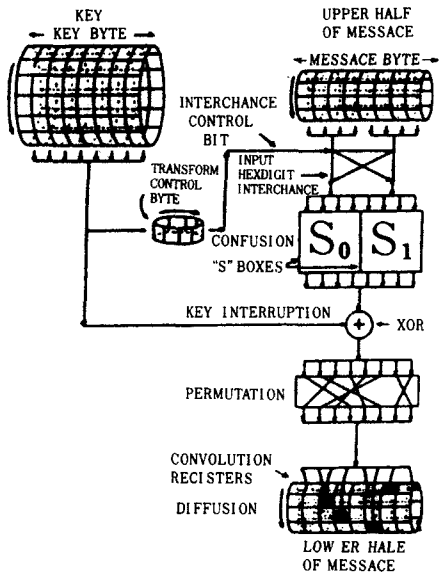 KEY
KEY BYTE
UPPER HALF
OF MESSACE
MESSACE BYTE
INTERCHANCE
CONTROL
BIT
INPUT
HEXDIGIT
INTERCHANCE
TRANSFORM
CONTROL
BYTE
CONFUSION
S0 S1
"S" BOXES
KEY INTERRUPTION
+
XOR
PERMUTATION
CONVOLUTION
RECISTERS
DIFFUSION
LOW ER HALE
OF MESSACE